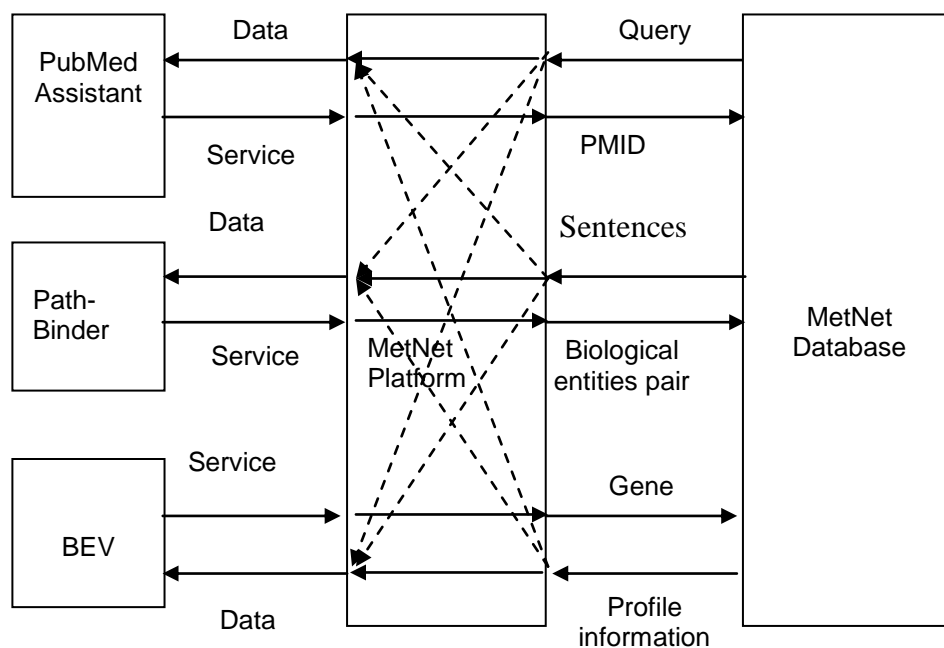 Data
Query
PubMed
Assistant
Service
PMID
Data
Sentences
Path-
Binder
Service
MetNet
Platform
Biological
entities pair
MetNet
Database
Service
Gene
BEV
Data
Profile
information